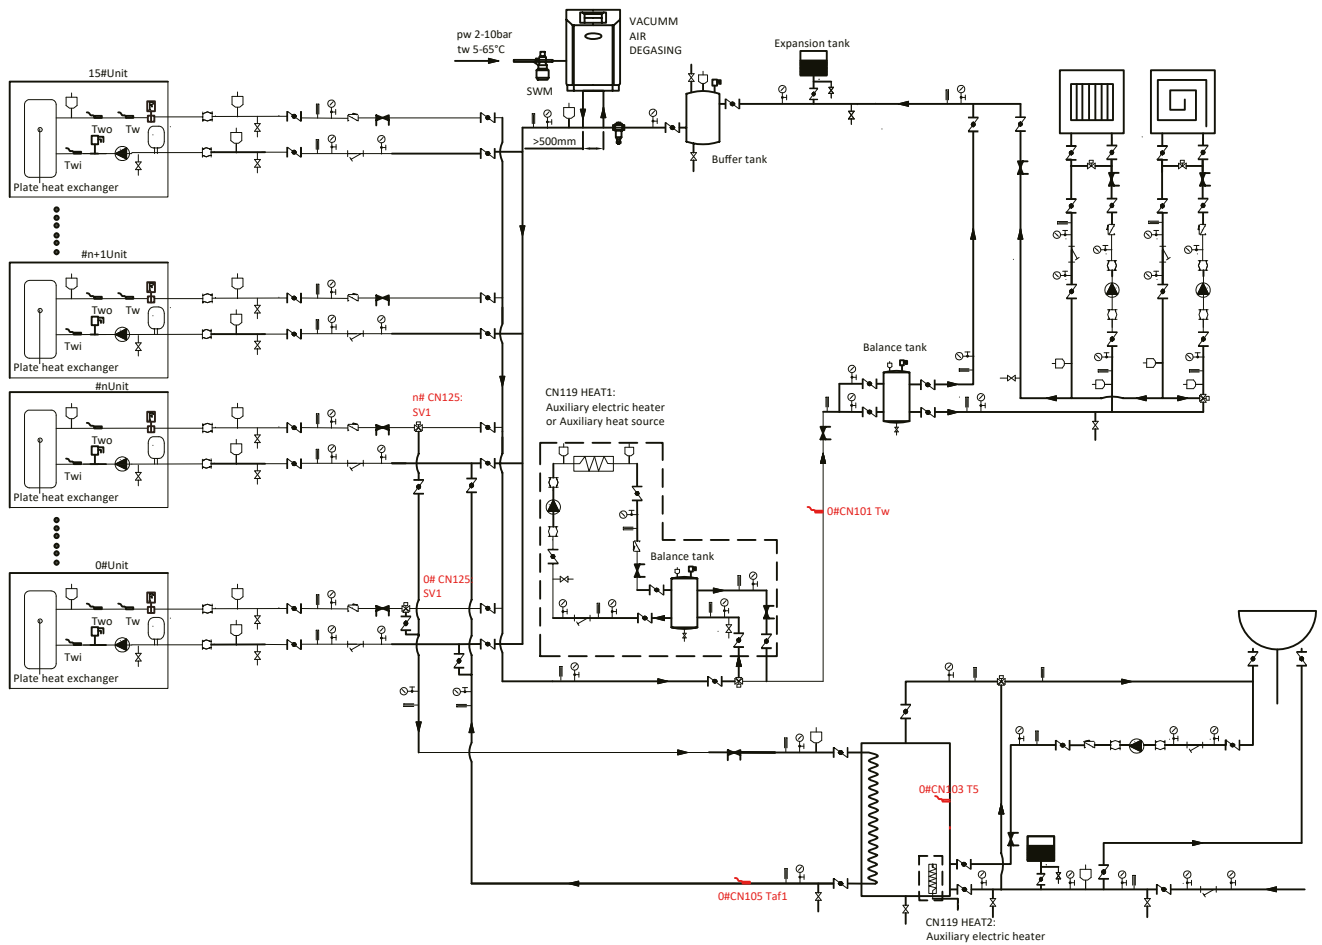 pw 2-10bar
tw 5-65°C
SWM
VACUMM
AIR
DEGASING
>500mm
Expansion tank
Buffer tank
15#Unit
Two
Tw
Twi
Plate heat exchanger
#n+1Unit
Two
Tw
Twi
Plate heat exchanger
#nUnit
Two
Tw
Twi
Plate heat exchanger
n# CN125:
SV1
0#Unit
Two
Tw
Twi
Plate heat exchanger
0# CN125
SV1
CN119 HEAT1:
Auxiliary electric heater
or Auxiliary heat source
Balance tank
Balance tank
0#CN101 Tw
0#CN103 T5
0#CN105 Taf1
CN119 HEAT2:
Auxiliary electric heater